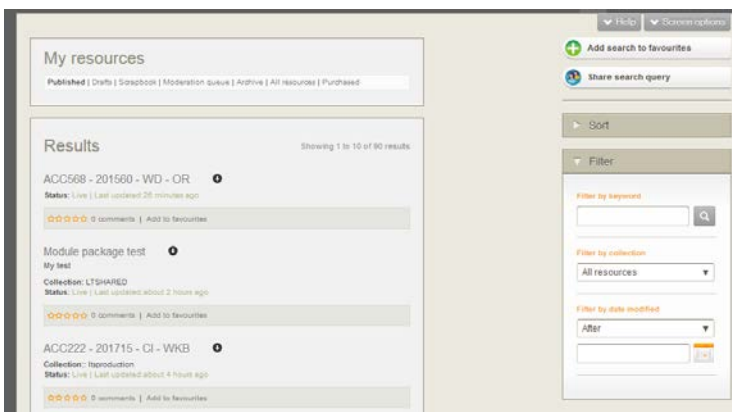 Help Screen options
My resources
Published | Drafts | Scrapbook | Moderation queue | Archive | All resources | Purchased
Results
Showing 1 to 10 of 90 results
ACC568 - 201560 - WD - OR
Status: Live | Last updated 26 minutes ago
0 comments | Add to favourites
Module package test
My test
Collection: LTSHARED
Status: Live | Last updated about 2 hours ago
0 comments | Add to favourites
ACC222 - 201715 - CI - WKB
Collection: ltsproduction
Status: Live | Last updated about 4 hours ago
0 comments | Add to favourites
Add search to favourites
Share search query
Sort
Filter
Filter by keyword
Filter by collection
All resources
Filter by date modified
After